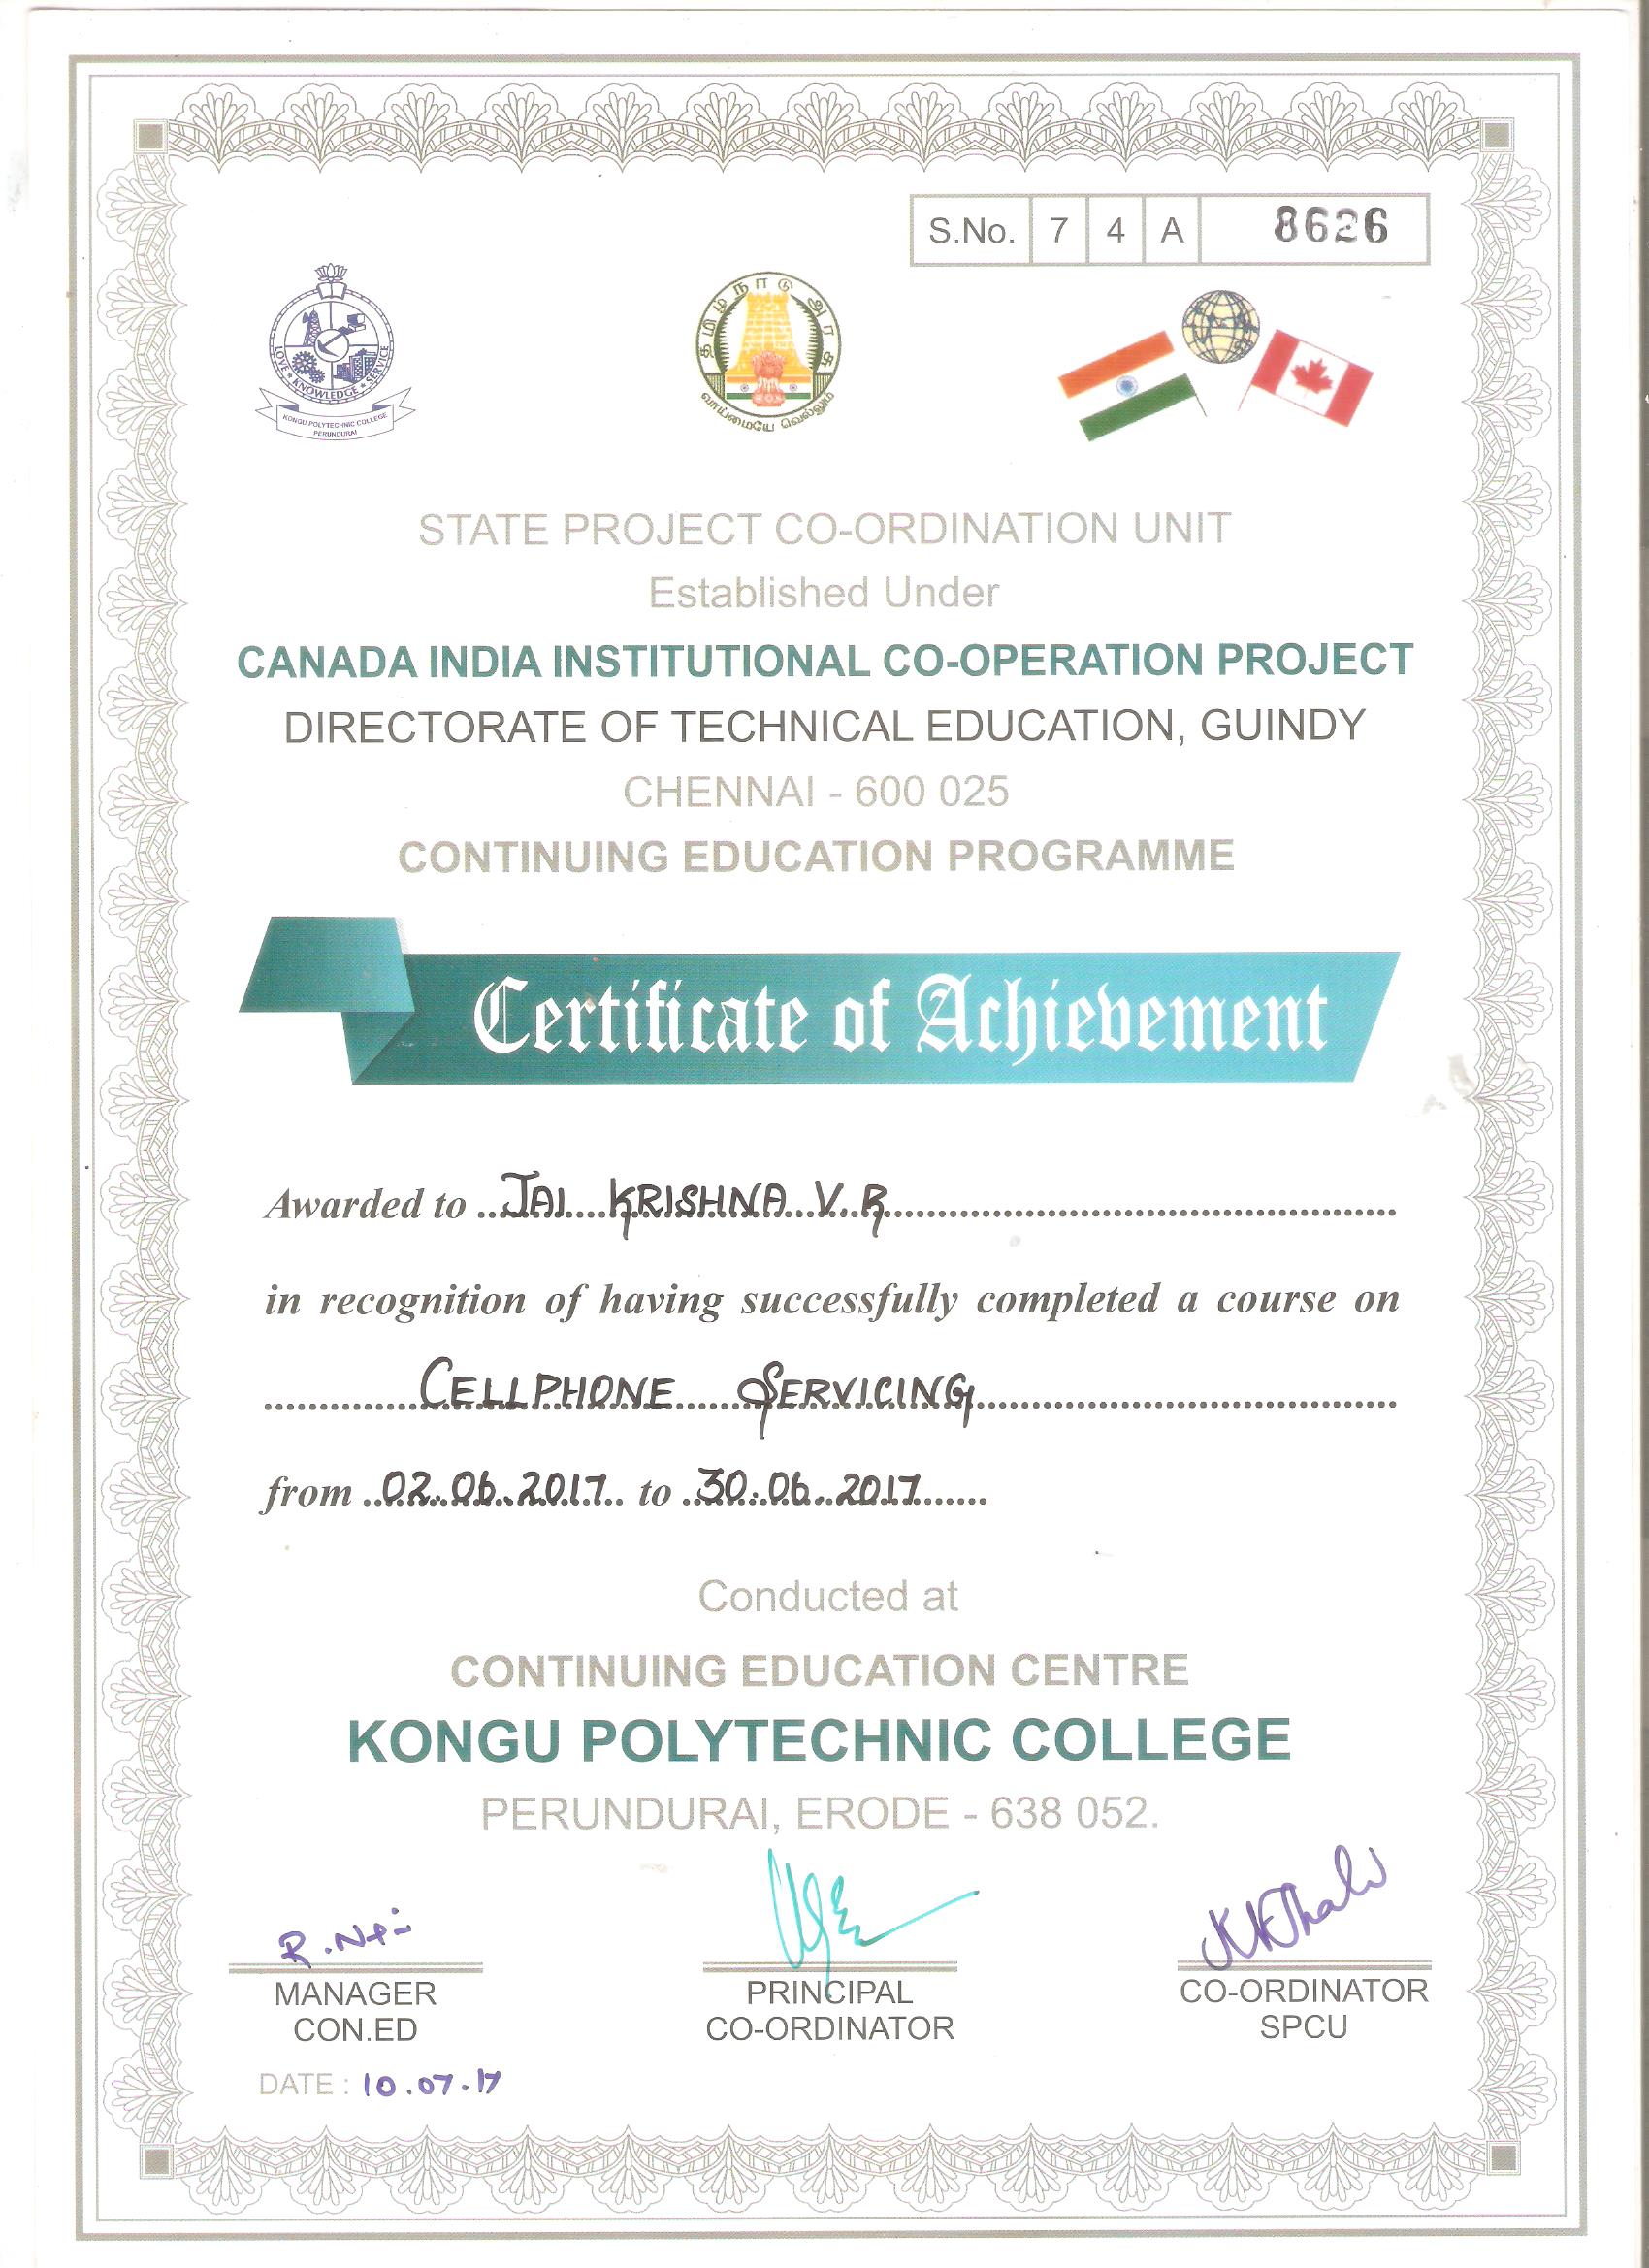 S.No. 7 4 A 8626
LOVE * KNOWLEDGE * SERVICE
KONGU POLYTECHNIC COLLEGE
PERUNDURAI
தமிழ்நாடு அரசு
வாய்மையே வெல்லும்
STATE PROJECT CO-ORDINATION UNIT
Established Under
CANADA INDIA INSTITUTIONAL CO-OPERATION PROJECT
DIRECTORATE OF TECHNICAL EDUCATION, GUINDY
CHENNAI - 600 025
CONTINUING EDUCATION PROGRAMME
Certificate of Achievement
Awarded to JAI KRISHNA V.R
in recognition of having successfully completed a course on
CELLPHONE SERVICING
from 02.06.2017 to 30.06.2017
Conducted at
CONTINUING EDUCATION CENTRE
KONGU POLYTECHNIC COLLEGE
PERUNDURAI, ERODE - 638 052.
MANAGER
CON.ED
PRINCIPAL
CO-ORDINATOR
CO-ORDINATOR
SPCU
DATE : 10.07.17